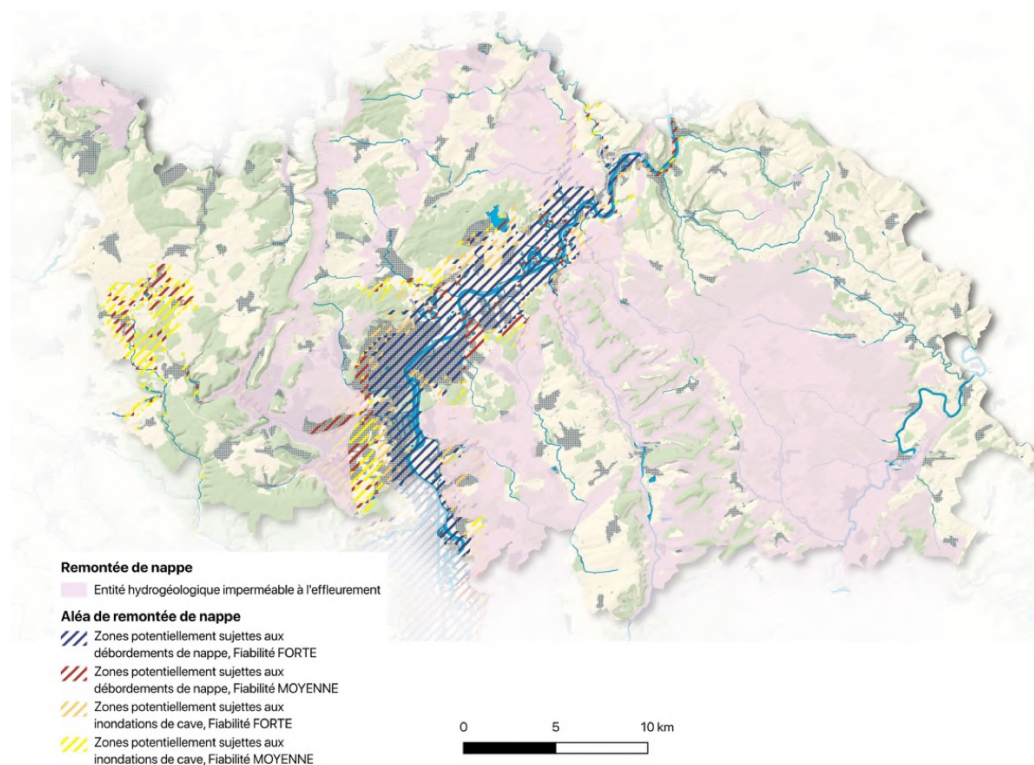 Remontée de nappe
Entité hydrogéologique imperméable à l'effleurement
Aléa de remontée de nappe
Zones potentiellement sujettes aux
débordements de nappe, Fiabilité FORTE
Zones potentiellement sujettes aux
débordements de nappe, Fiabilité MOYENNE
Zones potentiellement sujettes aux
inondations de cave, Fiabilité FORTE
Zones potentiellement sujettes aux
inondations de cave, Fiabilité MOYENNE
0 5 10 km